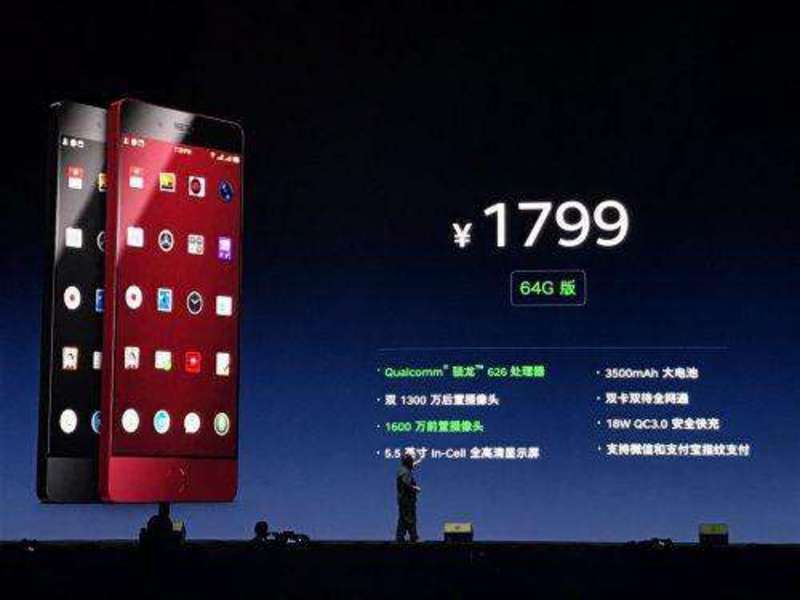 ¥ 1799
64G 版
· Qualcomm® 骁龙™ 626 处理器
· 双 1300 万后置摄像头
· 1600 万前置摄像头
· 5.5 英寸 In-Cell 全高清显示屏
· 3500mAh 大电池
· 双卡双待全网通
· 18W QC3.0 安全快充
· 支持微信和支付宝指纹支付